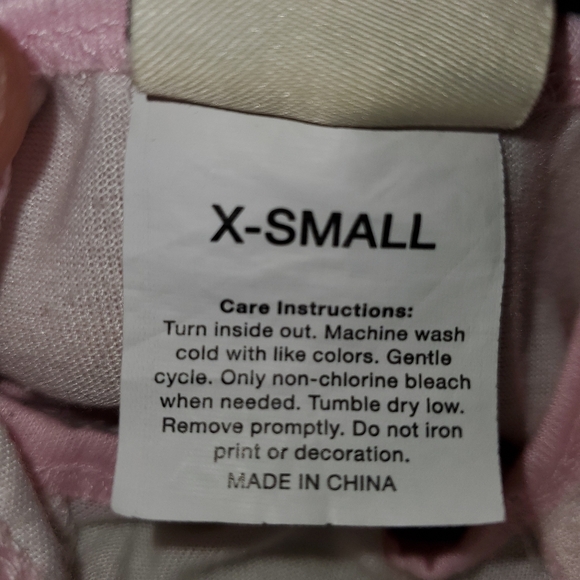 X-SMALL
Care Instructions:
Turn inside out. Machine wash
cold with like colors. Gentle
cycle. Only non-chlorine bleach
when needed. Tumble dry low.
Remove promptly. Do not iron
print or decoration.
MADE IN CHINA